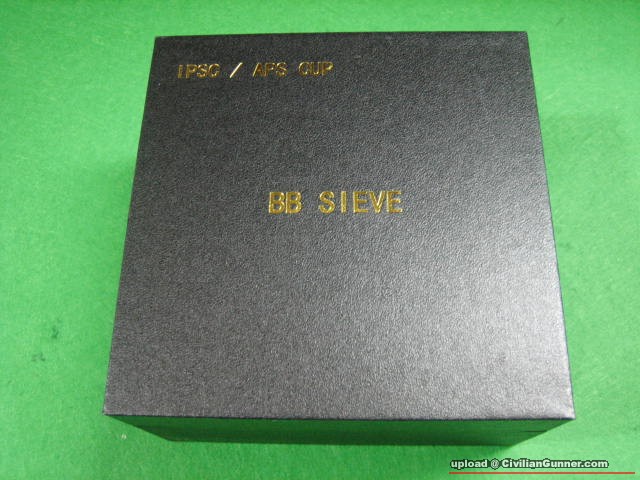 IPSC / APS CUP
BB SIEVE
upload @ CivilianGunner.com